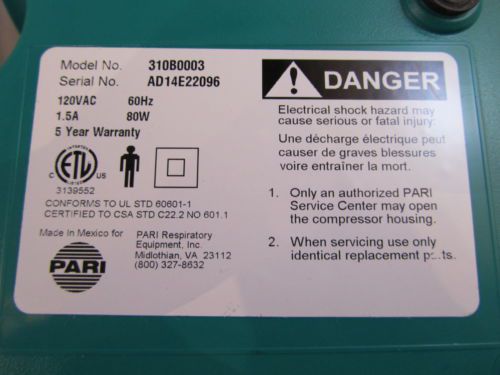 Model No. 310B0003
Serial No. AD14E22096
120VAC 60Hz
1.5A 80W
5 Year Warranty
INTERTEK
C ETL US
LISTED
3139552
CONFORMS TO UL STD 60601-1
CERTIFIED TO CSA STD C22.2 NO 601.1
Made In Mexico for
PARI
PARI Respiratory
Equipment, Inc.
Midlothian, VA 23112
(800) 327-8632
DANGER
Electrical shock hazard may
cause serious or fatal injury.
Une décharge électrique peut
causer de graves blessures
voire entraîner la mort.
1. Only an authorized PARI
Service Center may open
the compressor housing.
2. When servicing use only
identical replacement parts.